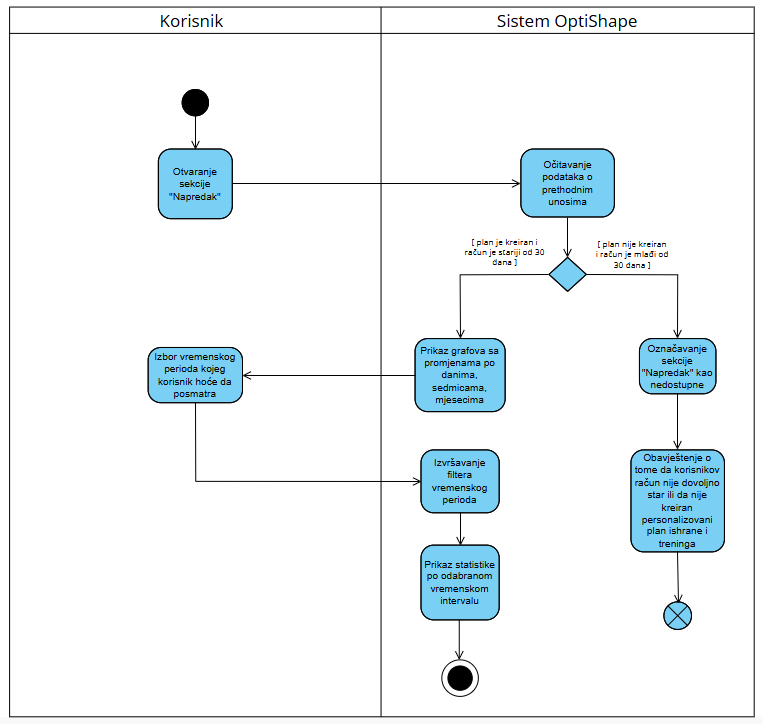 Korisnik
Sistem OptiShape
Otvaranje
sekcije
"Napredak"
Očitavanje
podataka o
prethodnim
unosima
[ plan je kreiran i
račun je stariji od 30
dana ]
[ plan nije kreiran
i račun je mlađi od
30 dana ]
Izbor vremenskog
perioda kojeg
korisnik hoće da
posmatra
Prikaz grafova sa
promjenama po
danima,
sedmicama,
mjesecima
Označavanje
sekcije
"Napredak" kao
nedostupne
Izvršavanje
filtera
vremenskog
perioda
Obavještenje o
tome da korisnikov
račun nije dovoljno
star ili da nije
kreiran
personalizovani
plan ishrane i
treninga
Prikaz statistike
po odabranom
vremenskom
intervalu